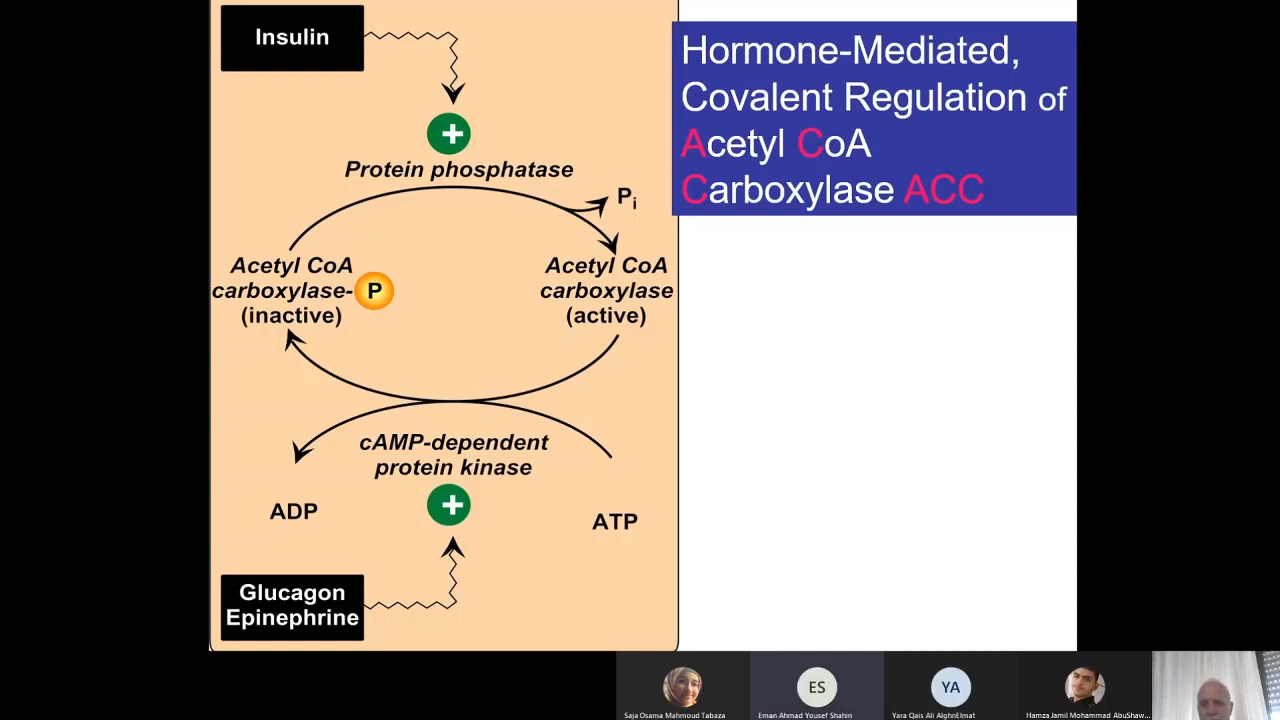 Insulin
+
Protein phosphatase
Pi
Acetyl CoA
carboxylase- P
(inactive)
Acetyl CoA
carboxylase
(active)
cAMP-dependent
protein kinase
+
ADP
ATP
Glucagon
Epinephrine
Hormone-Mediated,
Covalent Regulation of
Acetyl CoA
Carboxylase ACC
Saja Osama Mahmoud Tabaza
ES
Eman Ahmad Yousef Shahin
YA
Yara Qais Ali AlghnElmat
Hamza Jamil Mohammad AbuShaw...